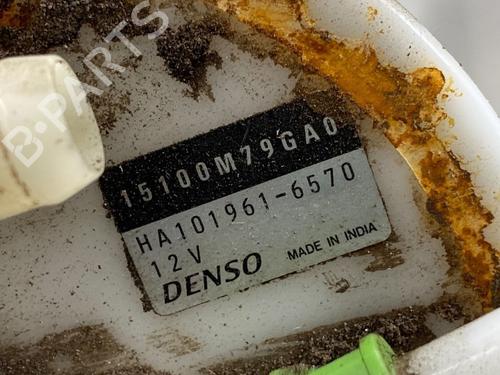 B-PARTS
15100M79GA0
HA101961-6570
12V
DENSO MADE IN INDIA